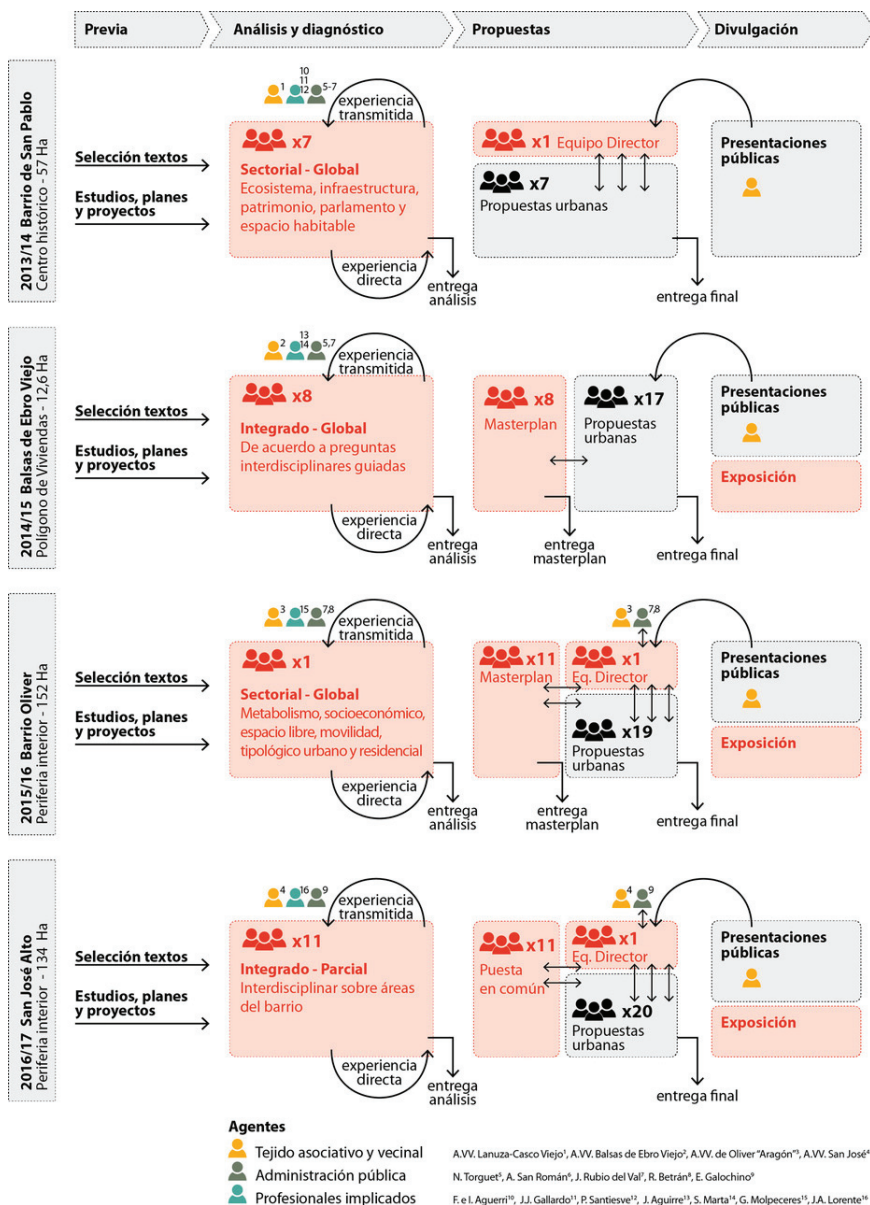 Previa
Análisis y diagnóstico
Propuestas
Divulgación
2013/14 Barrio de San Pablo
Centro histórico - 57 Ha
Selección textos
Estudios, planes
y proyectos
1
10
11
12
5-7
experiencia
transmitida
x7
Sectorial - Global
Ecosistema, infraestructura,
patrimonio, parlamento y
espacio habitable
experiencia
directa
entrega
análisis
x1 Equipo Director
x7
Propuestas urbanas
entrega final
Presentaciones
públicas
2014/15 Balsas de Ebro Viejo
Polígono de Viviendas - 12,6 Ha
Selección textos
Estudios, planes
y proyectos
2
13
14
5,7
experiencia
transmitida
x8
Integrado - Global
De acuerdo a preguntas
interdisciplinares guiadas
experiencia
directa
entrega
análisis
x8
Masterplan
entrega
masterplan
x17
Propuestas
urbanas
entrega final
Presentaciones
públicas
Exposición
2015/16 Barrio Oliver
Periferia interior - 152 Ha
Selección textos
Estudios, planes
y proyectos
3
15
7,8
experiencia
transmitida
x1
Sectorial - Global
Metabolismo, socioeconómico,
espacio libre, movilidad,
tipológico urbano y residencial
experiencia
directa
entrega
análisis
x11
Masterplan
entrega
masterplan
3
7,8
x1
Eq. Director
x19
Propuestas
urbanas
entrega final
Presentaciones
públicas
Exposición
2016/17 San José Alto
Periferia interior - 134 Ha
Selección textos
Estudios, planes
y proyectos
4
16
9
experiencia
transmitida
x11
Integrado - Parcial
Interdisciplinar sobre áreas
del barrio
experiencia
directa
entrega
análisis
x11
Puesta
en común
4
9
x1
Eq. Director
x20
Propuestas
urbanas
entrega final
Presentaciones
públicas
Exposición
Agentes
Tejido asociativo y vecinal
A.VV. Lanuza-Casco Viejo¹, A.VV. Balsas de Ebro Viejo², A.VV. de Oliver "Aragón"³, A.VV. San José⁴
Administración pública
N. Torguet⁵, A. San Román⁶, J. Rubio del Val⁷, R. Betrán⁸, E. Galochino⁹
Profesionales implicados
F. e I. Aguerri¹⁰, J.J. Gallardo¹¹, P. Santiesve¹², J. Aguirre¹³, S. Marta¹⁴, G. Molpeceres¹⁵, J.A. Lorente¹⁶